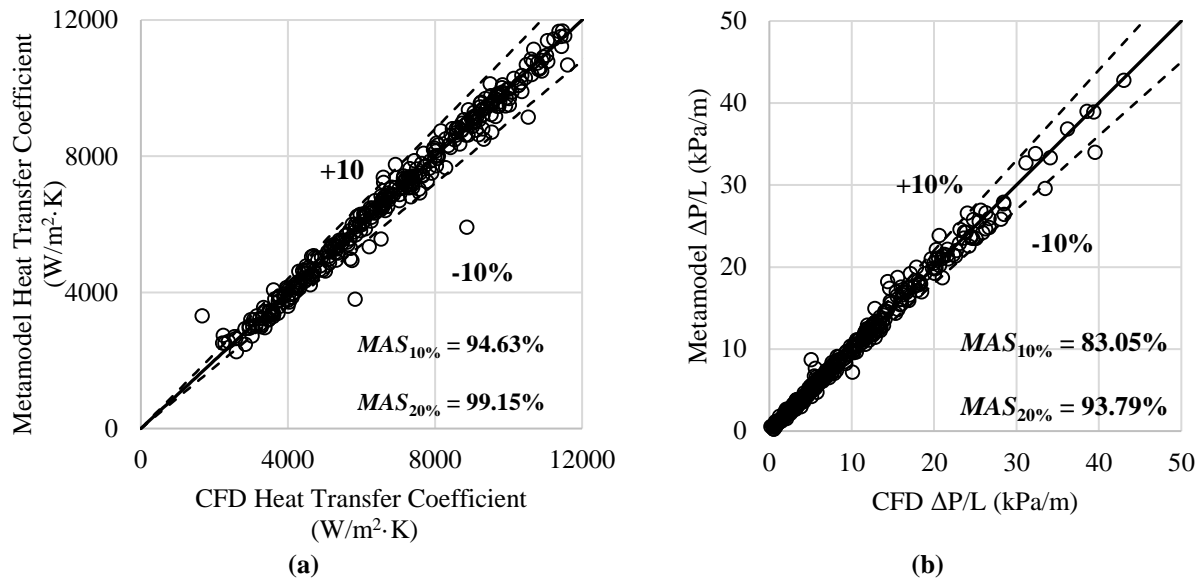 Metamodel Heat Transfer Coefficient
(W/m²·K)
12000
8000
4000
0
+10
-10%
MAS10% = 94.63%
MAS20% = 99.15%
0
4000
8000
12000
CFD Heat Transfer Coefficient
(W/m²·K)
(a)
Metamodel ΔP/L (kPa/m)
50
40
30
20
10
0
+10%
-10%
MAS10% = 83.05%
MAS20% = 93.79%
0
10
20
30
40
50
CFD ΔP/L (kPa/m)
(b)